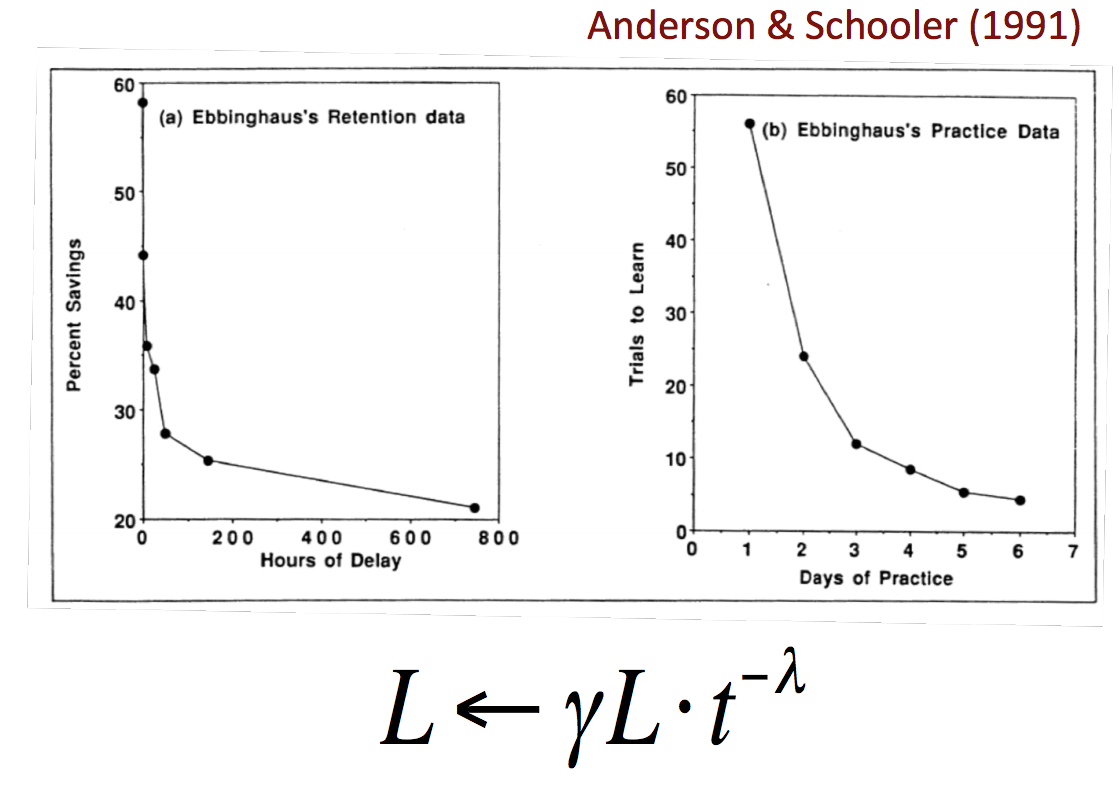 Anderson & Schooler (1991)
(a) Ebbinghaus's Retention data
Percent Savings
60
50
40
30
20
0 200 400 600 800
Hours of Delay
(b) Ebbinghaus's Practice Data
Trials to Learn
60
50
40
30
20
10
0
0 1 2 3 4 5 6 7
Days of Practice
L ← γL · t^−λ